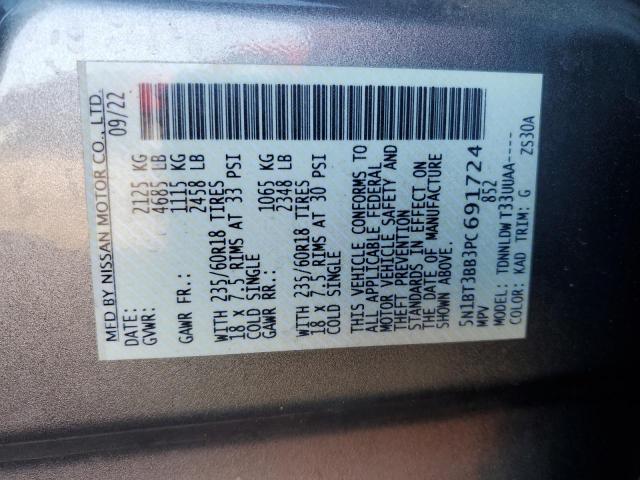 MFD BY NISSAN MOTOR CO., LTD.
DATE: 09/22
GVWR: 2125 KG
4685 LB
GAWR FR.: 1115 KG
2458 LB
WITH 235/60R18 TIRES
18 X 7.5 RIMS AT 33 PSI
COLD SINGLE
GAWR RR.: 1065 KG
2348 LB
WITH 235/60R18 TIRES
18 X 7.5 RIMS AT 30 PSI
COLD SINGLE
THIS VEHICLE CONFORMS TO
ALL APPLICABLE FEDERAL
MOTOR VEHICLE SAFETY AND
THEFT PREVENTION
STANDARDS IN EFFECT ON
THE DATE OF MANUFACTURE
SHOWN ABOVE.
5N1BT3BB3PC691724
MPV 852
MODEL: TDNNLDW T33UUAA----
COLOR: KAD TRIM: G ZS30A